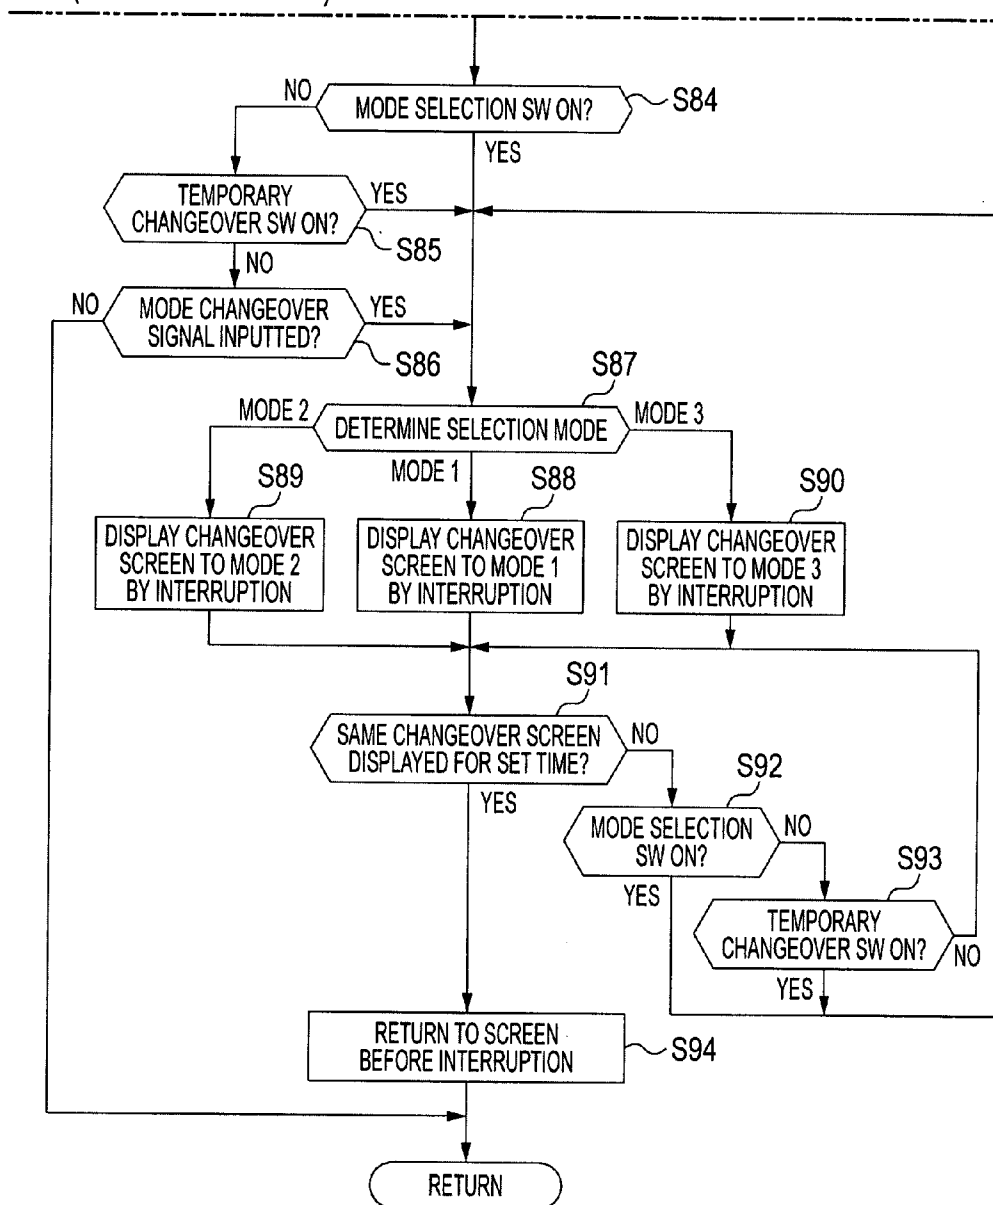 NO
MODE SELECTION SW ON?
S84
YES
TEMPORARY
CHANGEOVER SW ON?
YES
S85
NO
NO
MODE CHANGEOVER
SIGNAL INPUTTED?
YES
S86
S87
MODE 2
DETERMINE SELECTION MODE
MODE 3
MODE 1
S89
S88
S90
DISPLAY CHANGEOVER
SCREEN TO MODE 2
BY INTERRUPTION
DISPLAY CHANGEOVER
SCREEN TO MODE 1
BY INTERRUPTION
DISPLAY CHANGEOVER
SCREEN TO MODE 3
BY INTERRUPTION
S91
SAME CHANGEOVER SCREEN
DISPLAYED FOR SET TIME?
NO
YES
S92
MODE SELECTION
SW ON?
NO
YES
S93
TEMPORARY
CHANGEOVER SW ON?
NO
YES
RETURN TO SCREEN
BEFORE INTERRUPTION
S94
RETURN